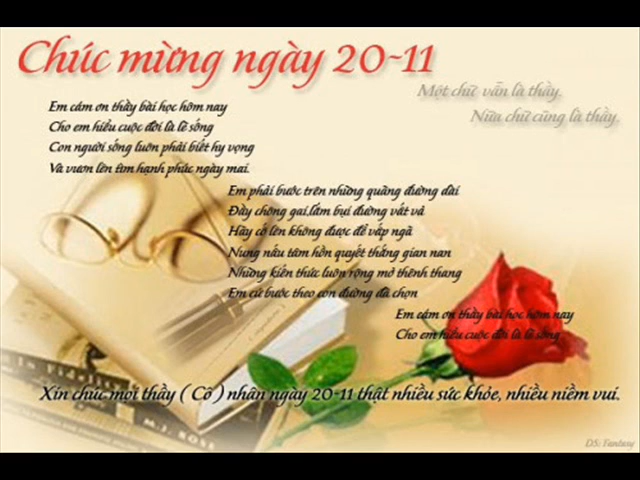 Chúc mừng ngày 20-11
Một chữ vẫn là thầy.
Nửa chữ cũng là thầy.
Em cám ơn thầy bài học hôm nay
Cho em hiểu cuộc đời là lẽ sống
Con người sống luôn phải biết hy vọng
Và vươn lên tìm hạnh phúc ngày mai.
Em phải bước trên những quãng đường dài
Đầy chông gai,lấm bụi đường vất vả
Hãy cố lên không được để vấp ngã
Nung nấu tâm hồn quyết thắng gian nan
Những kiến thức luôn rộng mở thênh thang
Em cứ bước theo con đường đã chọn
Em cám ơn thầy bài học hôm nay
Cho em hiểu cuộc đời là lẽ sống
Xin chúc mọi thầy ( Cô ) nhân ngày 20-11 thật nhiều sức khỏe, nhiều niềm vui.
M.J. ROSE
DS: Fantasy